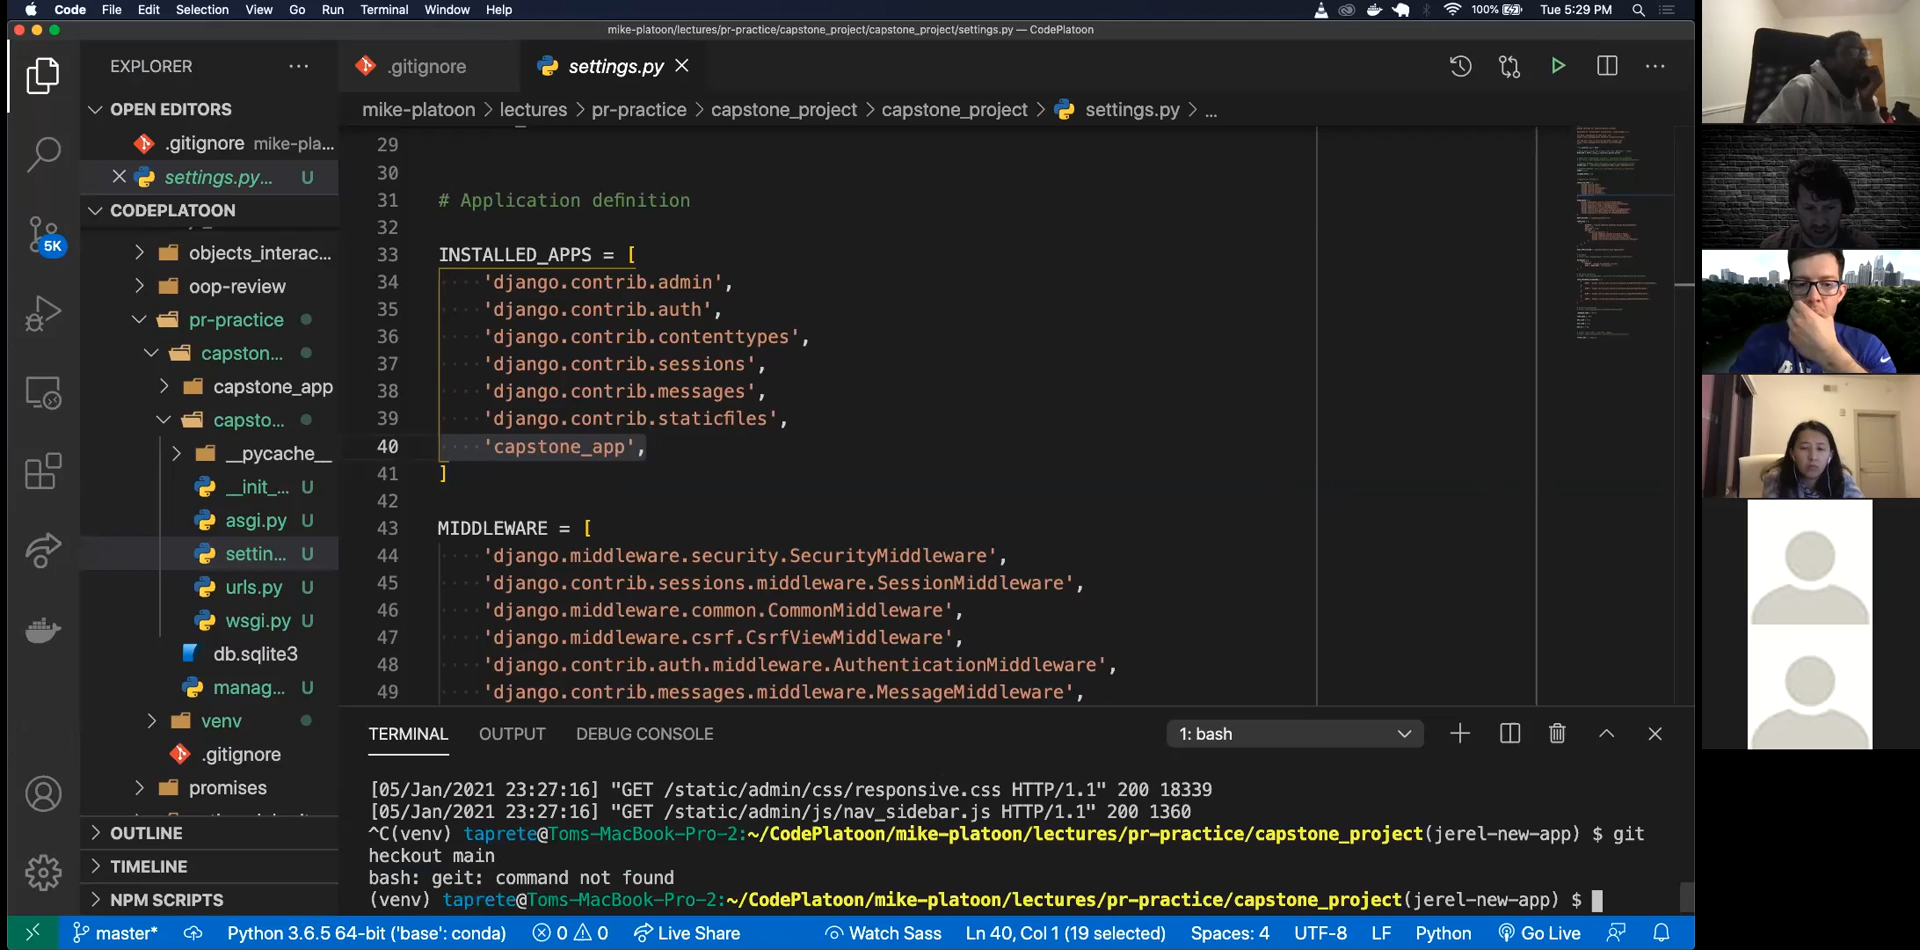 Code File Edit Selection View Go Run Terminal Window Help
100% Tue 5:29 PM
mike-platoon/lectures/pr-practice/capstone_project/capstone_project/settings.py — CodePlatoon
EXPLORER ···
.gitignore
settings.py
OPEN EDITORS
.gitignore mike-pla...
settings.py... U
mike-platoon > lectures > pr-practice > capstone_project > capstone_project > settings.py > ...
CODEPLATOON
objects_interac...
oop-review
pr-practice
capston...
capstone_app
capsto...
__pycache__
__init_... U
asgi.py U
settin... U
urls.py U
wsgi.py U
db.sqlite3
manag... U
venv
.gitignore
promises
OUTLINE
TIMELINE
NPM SCRIPTS
5K
29
30
31 # Application definition
32
33 INSTALLED_APPS = [
34 'django.contrib.admin',
35 'django.contrib.auth',
36 'django.contrib.contenttypes',
37 'django.contrib.sessions',
38 'django.contrib.messages',
39 'django.contrib.staticfiles',
40 'capstone_app',
41 ]
42
43 MIDDLEWARE = [
44 'django.middleware.security.SecurityMiddleware',
45 'django.contrib.sessions.middleware.SessionMiddleware',
46 'django.middleware.common.CommonMiddleware',
47 'django.middleware.csrf.CsrfViewMiddleware',
48 'django.contrib.auth.middleware.AuthenticationMiddleware',
49 'django.contrib.messages.middleware.MessageMiddleware',
TERMINAL OUTPUT DEBUG CONSOLE 1: bash
[05/Jan/2021 23:27:16] "GET /static/admin/css/responsive.css HTTP/1.1" 200 18339
[05/Jan/2021 23:27:16] "GET /static/admin/js/nav_sidebar.js HTTP/1.1" 200 1360
^C(venv) taprete@Toms-MacBook-Pro-2:~/CodePlatoon/mike-platoon/lectures/pr-practice/capstone_project(jerel-new-app) $ git
heckout main
bash: geit: command not found
(venv) taprete@Toms-MacBook-Pro-2:~/CodePlatoon/mike-platoon/lectures/pr-practice/capstone_project(jerel-new-app) $
master* Python 3.6.5 64-bit ('base': conda) 0 0 Live Share Watch Sass Ln 40, Col 1 (19 selected) Spaces: 4 UTF-8 LF Python Go Live